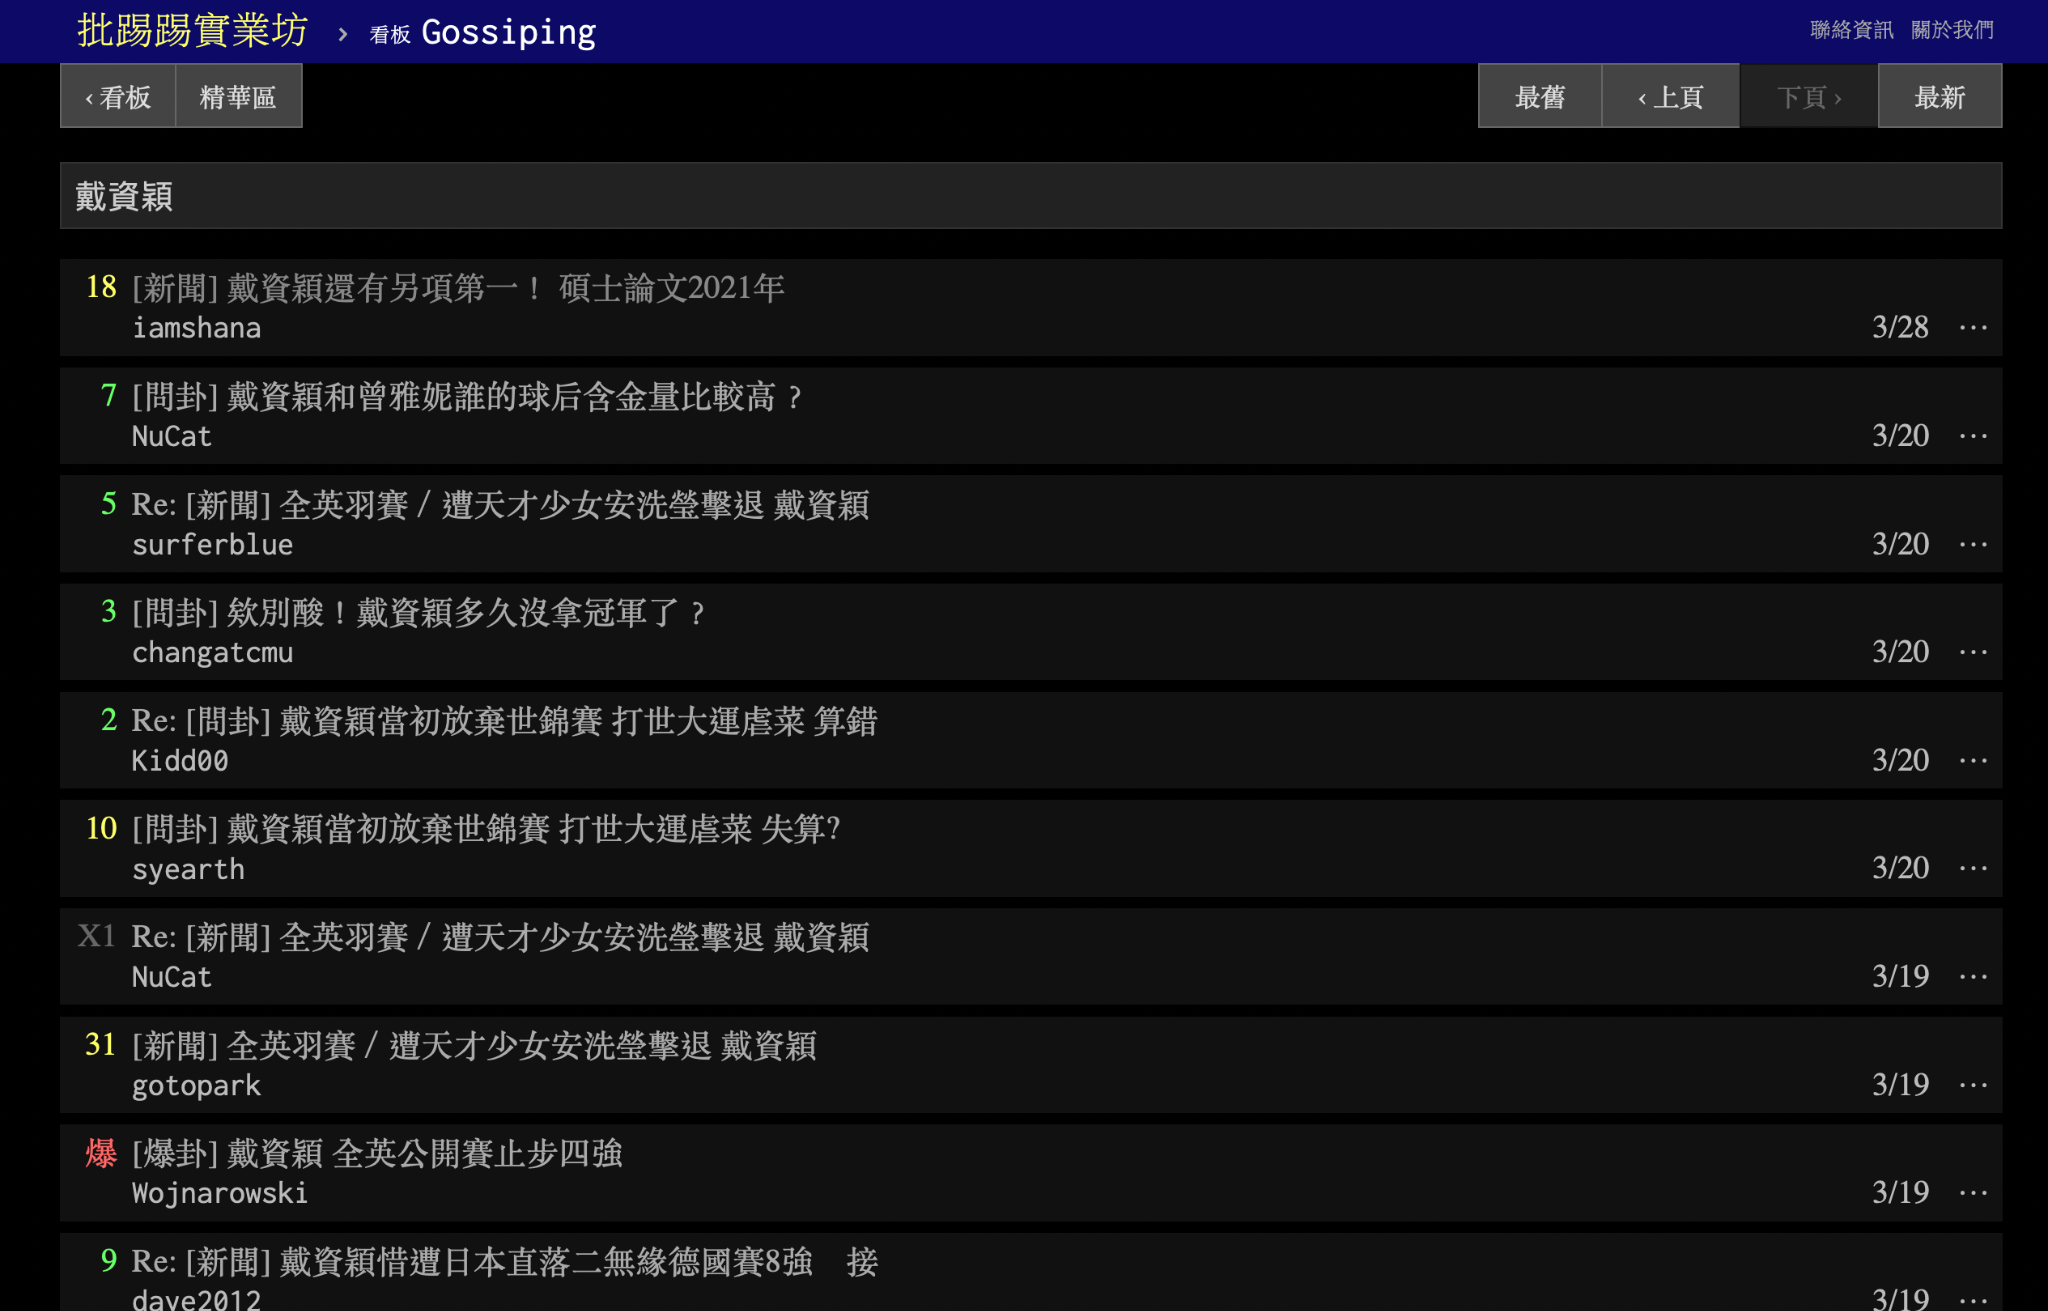 批踢踢實業坊 › 看板 Gossiping 聯絡資訊 關於我們
‹ 看板 精華區 最舊 ‹ 上頁 下頁 › 最新
戴資穎
18 [新聞] 戴資穎還有另項第一！ 碩士論文2021年
iamshana 3/28 ⋯
7 [問卦] 戴資穎和曾雅妮誰的球后含金量比較高？
NuCat 3/20 ⋯
5 Re: [新聞] 全英羽賽／遭天才少女安洗瑩擊退 戴資穎
surferblue 3/20 ⋯
3 [問卦] 欸別酸！戴資穎多久沒拿冠軍了？
changatcmu 3/20 ⋯
2 Re: [問卦] 戴資穎當初放棄世錦賽 打世大運虐菜 算錯
Kidd00 3/20 ⋯
10 [問卦] 戴資穎當初放棄世錦賽 打世大運虐菜 失算?
syearth 3/20 ⋯
X1 Re: [新聞] 全英羽賽／遭天才少女安洗瑩擊退 戴資穎
NuCat 3/19 ⋯
31 [新聞] 全英羽賽／遭天才少女安洗瑩擊退 戴資穎
gotopark 3/19 ⋯
爆 [爆卦] 戴資穎 全英公開賽止步四強
Wojnarowski 3/19 ⋯
9 Re: [新聞] 戴資穎惜遭日本直落二無緣德國賽8強　接
dave2012 3/19 ⋯